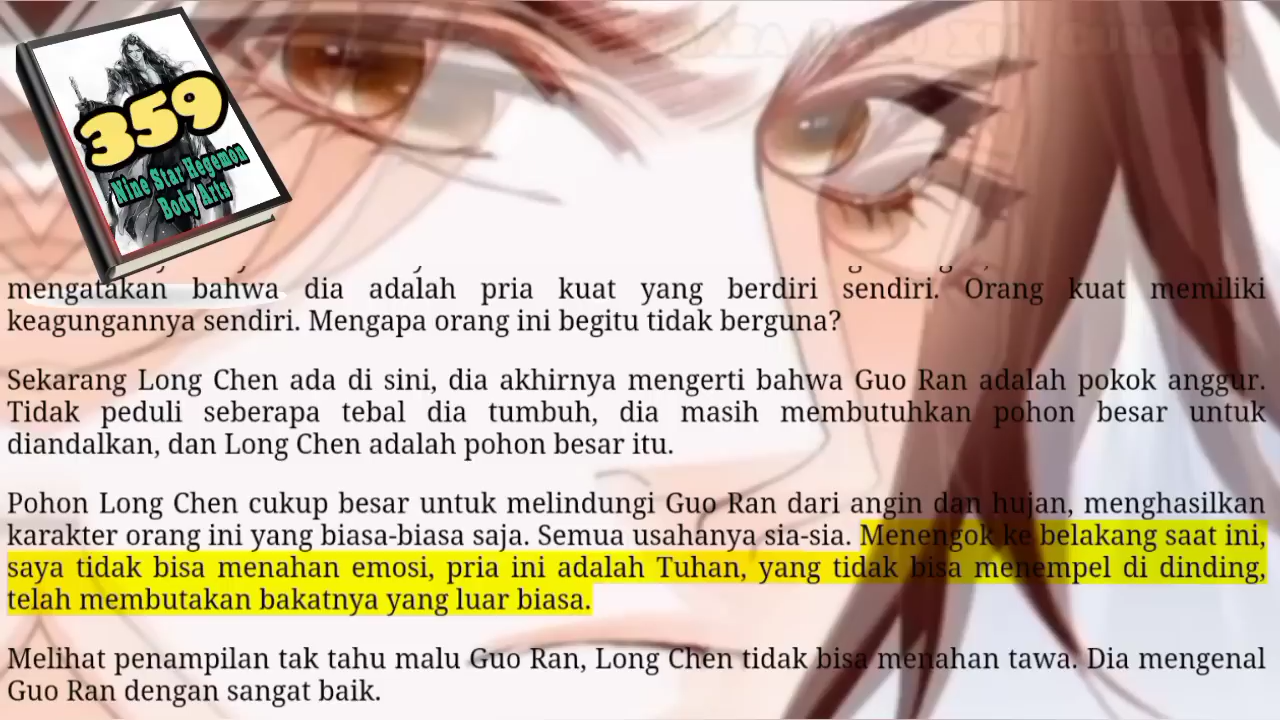 359
Nine Star Hegemon
Body Arts
mengatakan bahwa dia adalah pria kuat yang berdiri sendiri. Orang kuat memiliki
keagungannya sendiri. Mengapa orang ini begitu tidak berguna?
Sekarang Long Chen ada di sini, dia akhirnya mengerti bahwa Guo Ran adalah pokok anggur.
Tidak peduli seberapa tebal dia tumbuh, dia masih membutuhkan pohon besar untuk
diandalkan, dan Long Chen adalah pohon besar itu.
Pohon Long Chen cukup besar untuk melindungi Guo Ran dari angin dan hujan, menghasilkan
karakter orang ini yang biasa-biasa saja. Semua usahanya sia-sia. Menengok ke belakang saat ini,
saya tidak bisa menahan emosi, pria ini adalah Tuhan, yang tidak bisa menempel di dinding,
telah membutakan bakatnya yang luar biasa.
Melihat penampilan tak tahu malu Guo Ran, Long Chen tidak bisa menahan tawa. Dia mengenal
Guo Ran dengan sangat baik.